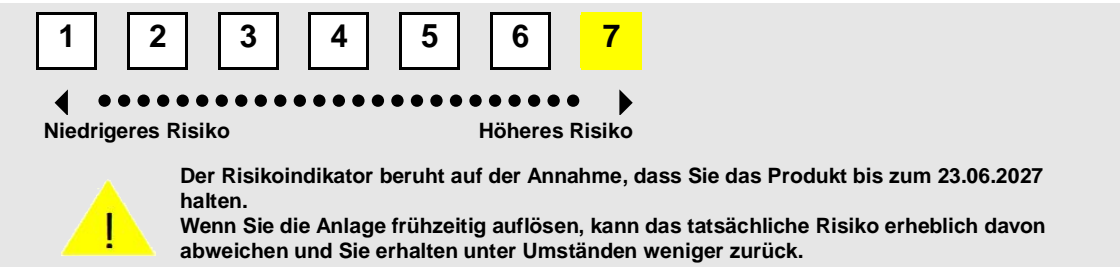 1 2 3 4 5 6 7
Niedrigeres Risiko Höheres Risiko
Der Risikoindikator beruht auf der Annahme, dass Sie das Produkt bis zum 23.06.2027
halten.
Wenn Sie die Anlage frühzeitig auflösen, kann das tatsächliche Risiko erheblich davon
abweichen und Sie erhalten unter Umständen weniger zurück.
!